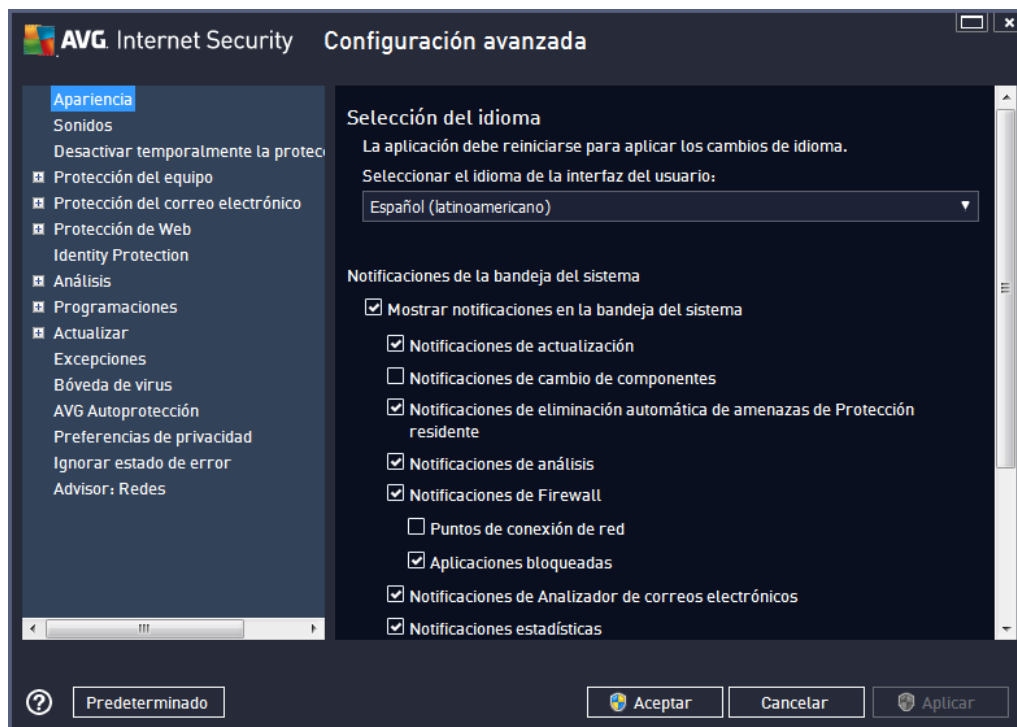 AVG. Internet Security Configuración avanzada
Apariencia
Sonidos
Desactivar temporalmente la protec
Protección del equipo
Protección del correo electrónico
Protección de Web
Identity Protection
Análisis
Programaciones
Actualizar
Excepciones
Bóveda de virus
AVG Autoprotección
Preferencias de privacidad
Ignorar estado de error
Advisor: Redes
Selección del idioma
La aplicación debe reiniciarse para aplicar los cambios de idioma.
Seleccionar el idioma de la interfaz del usuario:
Español (latinoamericano)
Notificaciones de la bandeja del sistema
Mostrar notificaciones en la bandeja del sistema
Notificaciones de actualización
Notificaciones de cambio de componentes
Notificaciones de eliminación automática de amenazas de Protección
residente
Notificaciones de análisis
Notificaciones de Firewall
Puntos de conexión de red
Aplicaciones bloqueadas
Notificaciones de Analizador de correos electrónicos
Notificaciones estadísticas
? Predeterminado Aceptar Cancelar Aplicar